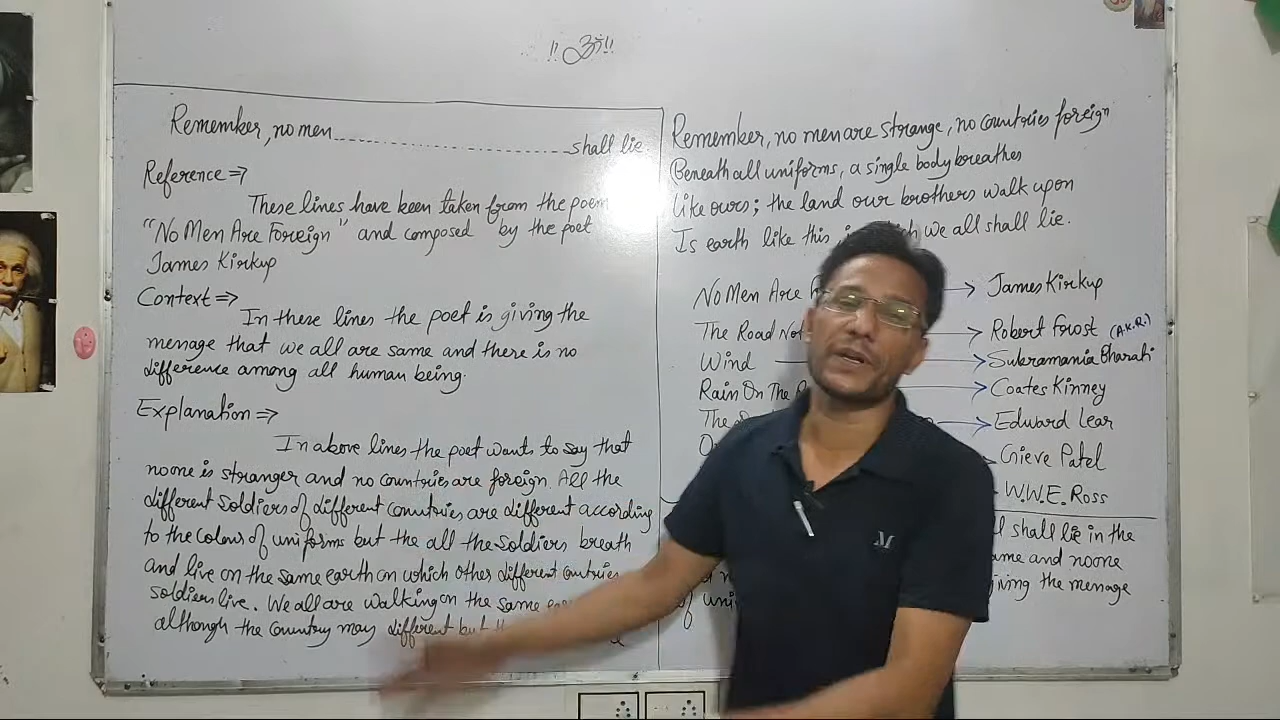 !! ॐ !!
Remember, no men ........................ shall lie.
Reference ⇒
These lines have been taken from the poem
"No Men Are Foreign" and composed by the poet
James Kirkup
Context ⇒
In these lines the poet is giving the
message that we all are same and there is no
difference among all human being.
Explanation ⇒
In above lines the poet wants to say that
noone is stranger and no countries are foreign. All the
different soldiers of different countries are different according
to the colour of uniforms but the all the soldiers breath
and live on the same earth on which other different
soldiers live. We all are walking on the same
although the country may different but
Remember, no men are strange, no countries foreign
Beneath all uniforms, a single body breathes
Like ours; the land our brothers walk upon
Is earth like this we all shall lie.
No Men Are → James Kirkup
The Road → Robert Frost (A.K.R.)
Wind → Subramania Bharati
Rain On The → Coates Kinney
The → Edward Lear
Gieve Patel
W.W.E. Ross
shall lie in the
and noone
giving the message
of
M